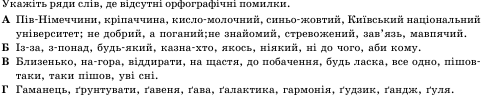 Укажіть ряди слів, де відсутні орфографічні помилки.
А Пів-Німеччини, кріпаччина, кисло-молочний, синьо-жовтий, Київський національний
університет; не добрий, а поганий;не знайомий, стревожений, зав'язь, мавпячий.
Б Із-за, з-понад, будь-який, казна-хто, якось, ніякий, ні до чого, аби кому.
В Близенько, на-гора, віддирати, на щастя, до побачення, будь ласка, все одно, пішов-
таки, таки пішов, уві сні.
Г Гаманець, ґрунтувати, ґавеня, ґава, ґалактика, гармонія, ґудзик, ґандж, ґуля.